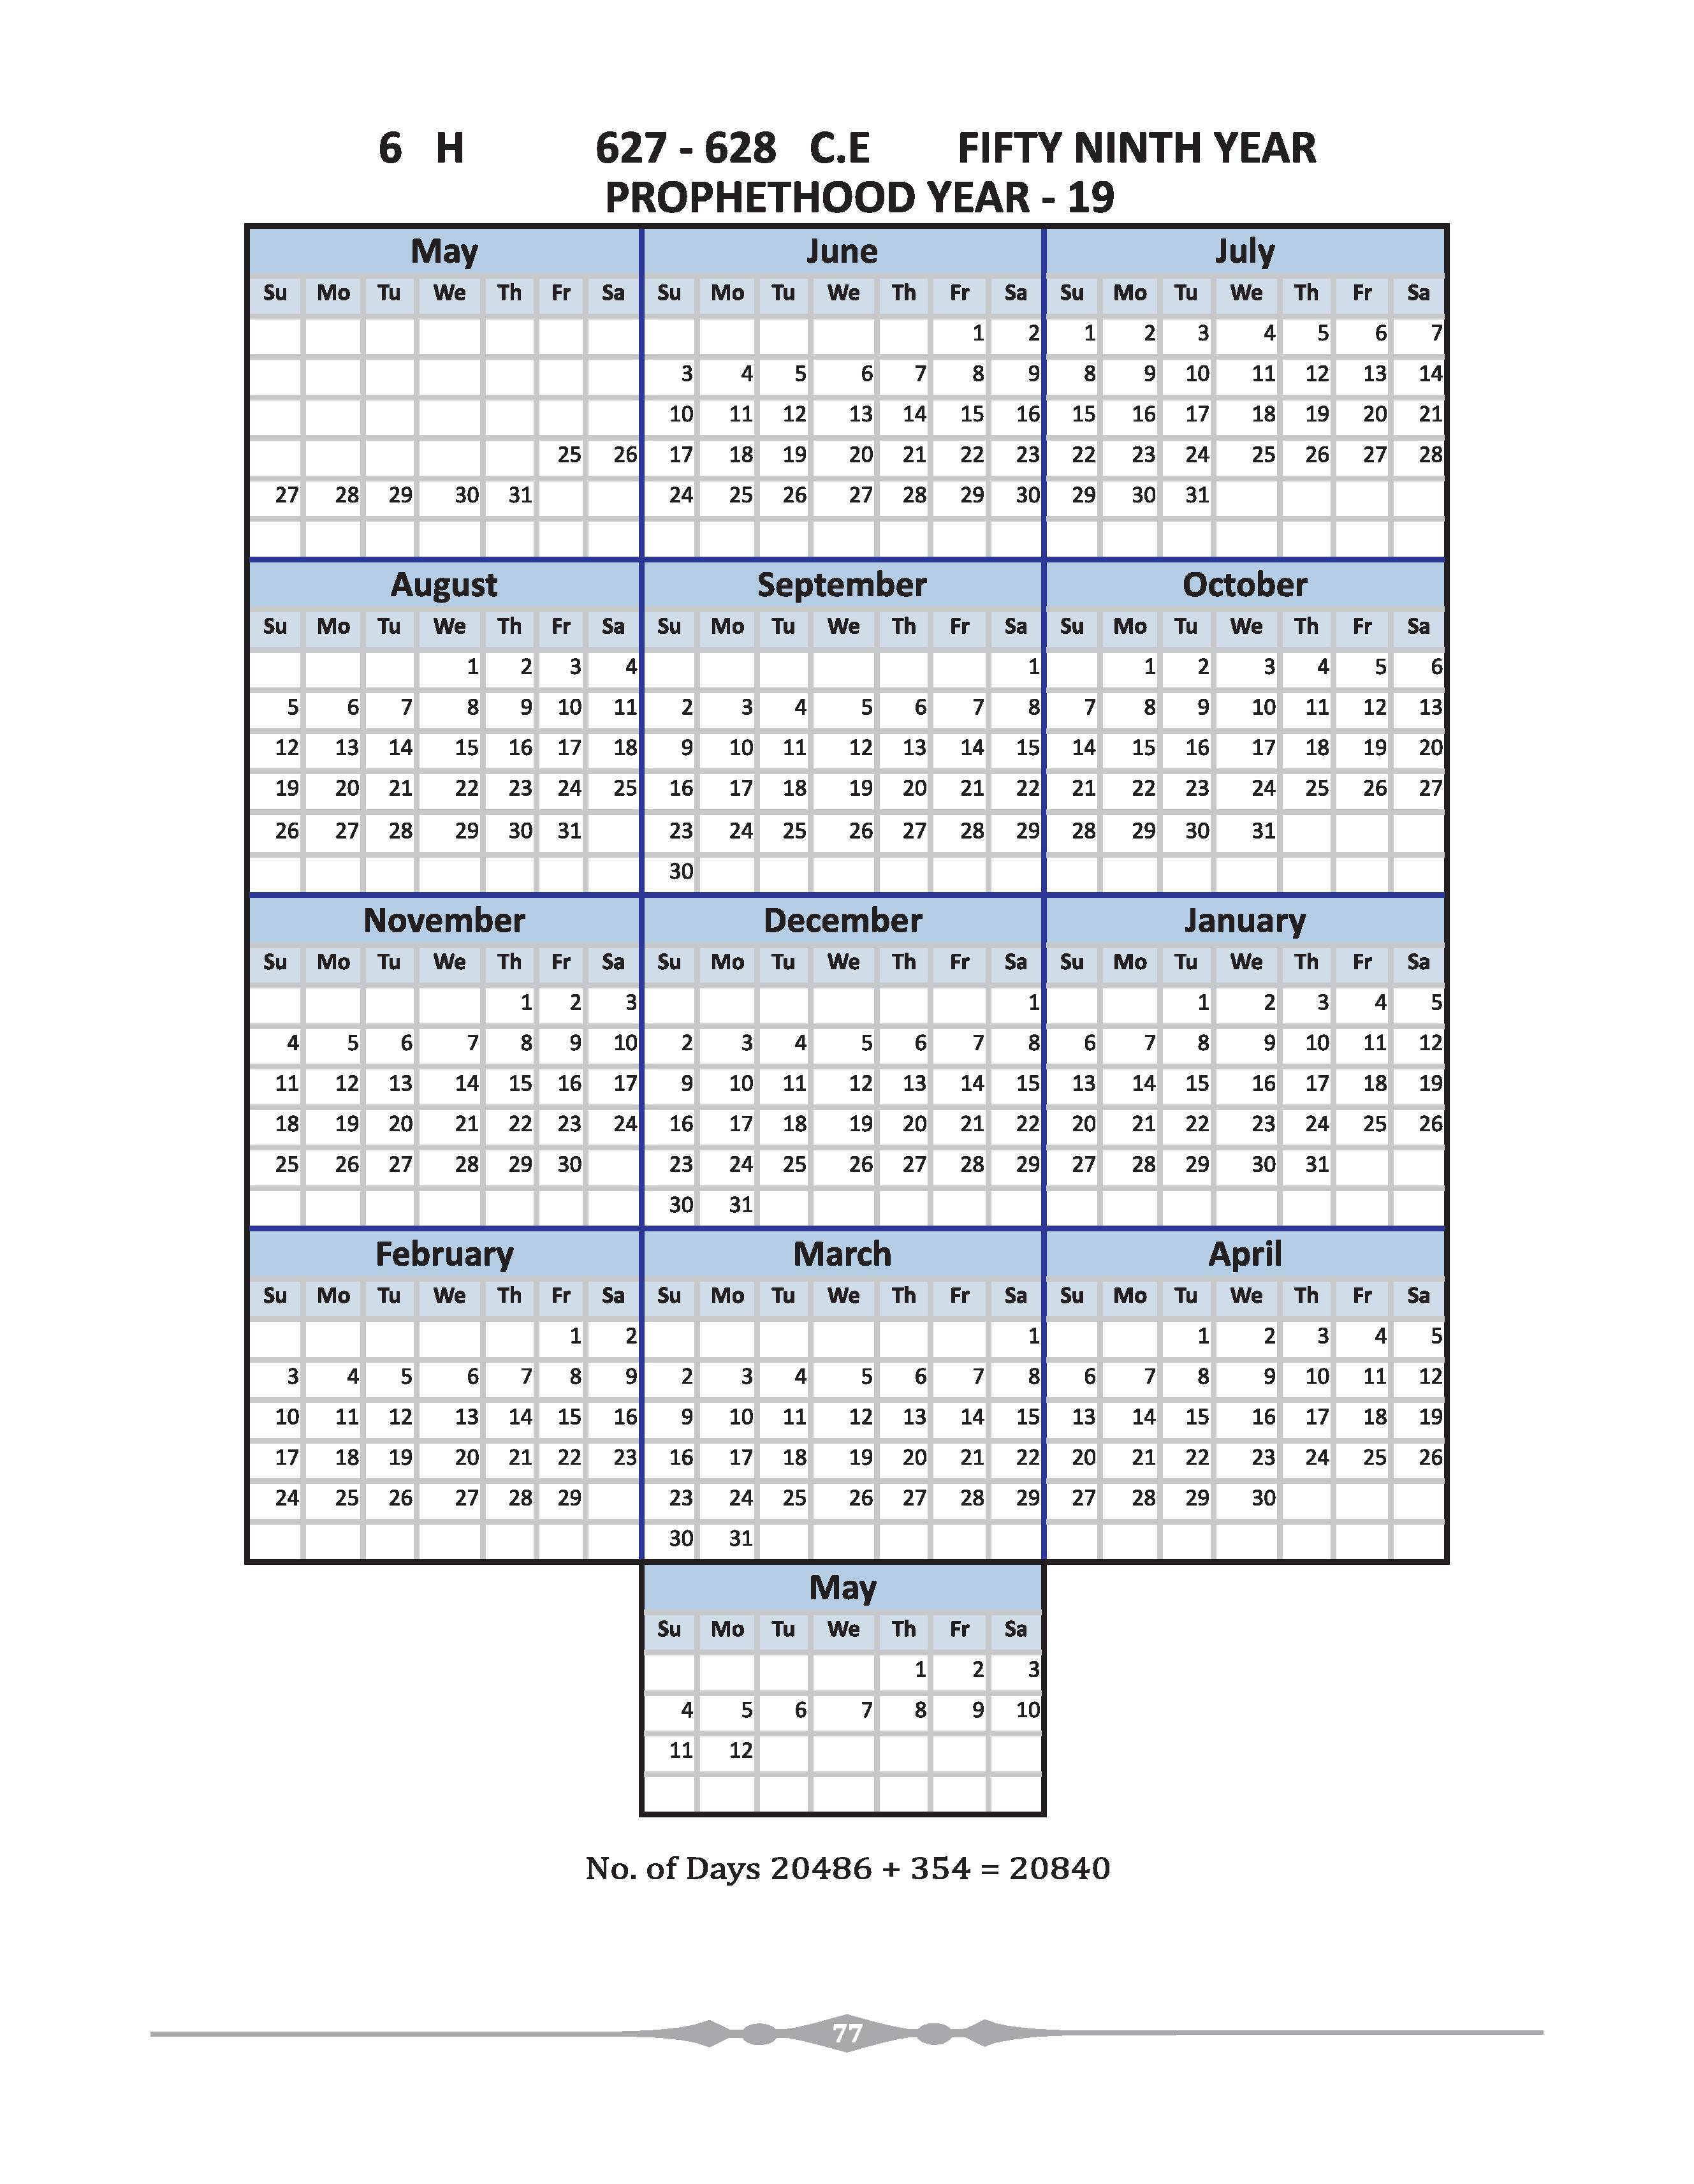 6 H 627 - 628 C.E FIFTY NINTH YEAR
PROPHETHOOD YEAR - 19
May June July
Su Mo Tu We Th Fr Sa Su Mo Tu We Th Fr Sa Su Mo Tu We Th Fr Sa
1 2 1 2 3 4 5 6 7
3 4 5 6 7 8 9 8 9 10 11 12 13 14
10 11 12 13 14 15 16 15 16 17 18 19 20 21
25 26 17 18 19 20 21 22 23 22 23 24 25 26 27 28
27 28 29 30 31 24 25 26 27 28 29 30 29 30 31
August September October
Su Mo Tu We Th Fr Sa Su Mo Tu We Th Fr Sa Su Mo Tu We Th Fr Sa
1 2 3 4 1 1 2 3 4 5 6
5 6 7 8 9 10 11 2 3 4 5 6 7 8 7 8 9 10 11 12 13
12 13 14 15 16 17 18 9 10 11 12 13 14 15 14 15 16 17 18 19 20
19 20 21 22 23 24 25 16 17 18 19 20 21 22 21 22 23 24 25 26 27
26 27 28 29 30 31 23 24 25 26 27 28 29 28 29 30 31
30
November December January
Su Mo Tu We Th Fr Sa Su Mo Tu We Th Fr Sa Su Mo Tu We Th Fr Sa
1 2 3 1 1 2 3 4 5
4 5 6 7 8 9 10 2 3 4 5 6 7 8 6 7 8 9 10 11 12
11 12 13 14 15 16 17 9 10 11 12 13 14 15 13 14 15 16 17 18 19
18 19 20 21 22 23 24 16 17 18 19 20 21 22 20 21 22 23 24 25 26
25 26 27 28 29 30 23 24 25 26 27 28 29 27 28 29 30 31
30 31
February March April
Su Mo Tu We Th Fr Sa Su Mo Tu We Th Fr Sa Su Mo Tu We Th Fr Sa
1 2 1 1 2 3 4 5
3 4 5 6 7 8 9 2 3 4 5 6 7 8 6 7 8 9 10 11 12
10 11 12 13 14 15 16 9 10 11 12 13 14 15 13 14 15 16 17 18 19
17 18 19 20 21 22 23 16 17 18 19 20 21 22 20 21 22 23 24 25 26
24 25 26 27 28 29 23 24 25 26 27 28 29 27 28 29 30
30 31
May
Su Mo Tu We Th Fr Sa
1 2 3
4 5 6 7 8 9 10
11 12
No. of Days 20486 + 354 = 20840
77